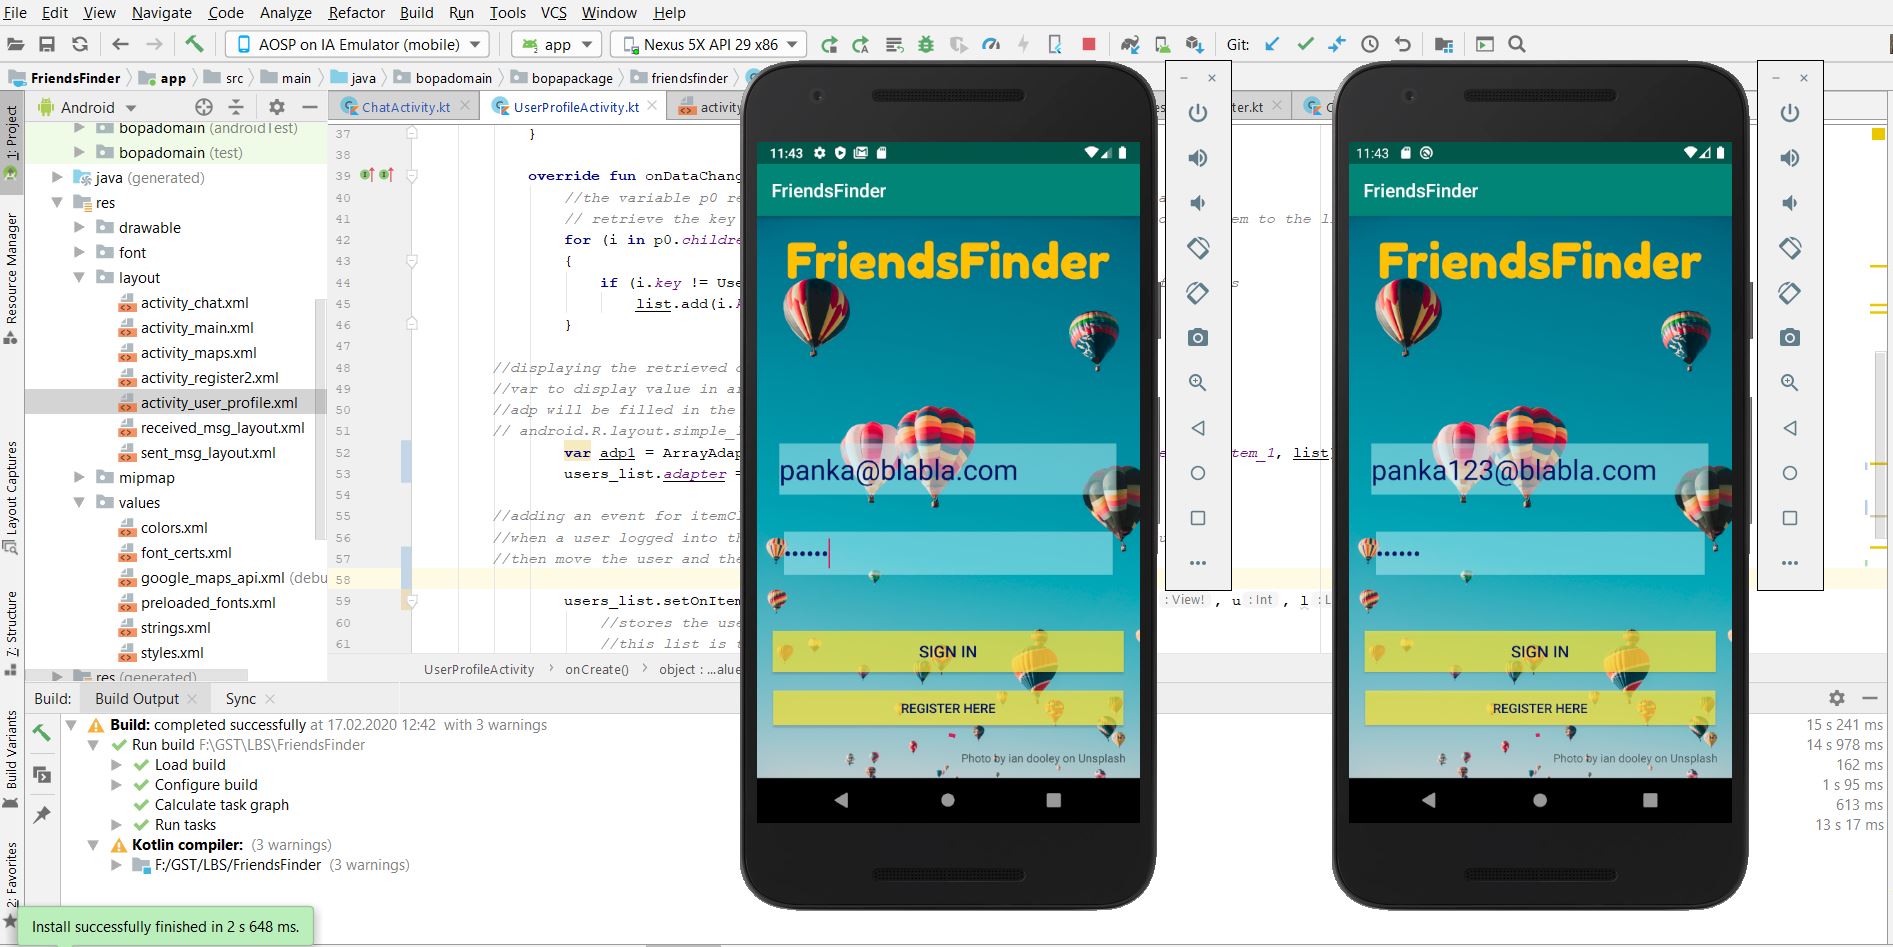 File Edit View Navigate Code Analyze Refactor Build Run Tools VCS Window Help
AOSP on IA Emulator (mobile) app Nexus 5X API 29 x86 Git:
FriendsFinder app src main java bopadomain bopapackage friendsfinder
1: Project
Resource Manager
Layout Captures
Z: Structure
Build Variants
2: Favorites
Android
bopadomain (androidTest)
bopadomain (test)
java (generated)
res
drawable
font
layout
activity_chat.xml
activity_main.xml
activity_maps.xml
activity_register2.xml
activity_user_profile.xml
received_msg_layout.xml
sent_msg_layout.xml
mipmap
values
colors.xml
font_certs.xml
google_maps_api.xml (debu
preloaded_fonts.xml
strings.xml
styles.xml
res (generated)
ChatActivity.kt UserProfileActivity.kt activity ter.kt
37 }
38
39 override fun onDataChang
40 //the variable p0 re
41 // retrieve the key em to the li
42 for (i in p0.childre
43 {
44 if (i.key != Use s
45 list.add(i.k
46 }
47
48 //displaying the retrieved d
49 //var to display value in ar
50 //adp will be filled in the
51 // android.R.layout.simple_l
52 var adp1 = ArrayAdap tem_1, list)
53 users_list.adapter =
54
55 //adding an event for itemCl
56 //when a user logged into th u
57 //then move the user and the
58
59 users_list.setOnItem : View! , u : Int , l : L
60 //stores the use
61 //this list is t
UserProfileActivity onCreate() object : ...alue
11:43
FriendsFinder
FriendsFinder
panka@blabla.com
••••••
SIGN IN
REGISTER HERE
Photo by ian dooley on Unsplash
11:43
FriendsFinder
FriendsFinder
panka123@blabla.com
••••••
SIGN IN
REGISTER HERE
Photo by ian dooley on Unsplash
Build: Build Output Sync
Build: completed successfully at 17.02.2020 12:42 with 3 warnings 15 s 241 ms
Run build F:\GST\LBS\FriendsFinder 14 s 978 ms
Load build 162 ms
Configure build 1 s 95 ms
Calculate task graph 613 ms
Run tasks 13 s 17 ms
Kotlin compiler: (3 warnings)
F:/GST/LBS/FriendsFinder (3 warnings)
Install successfully finished in 2 s 648 ms.